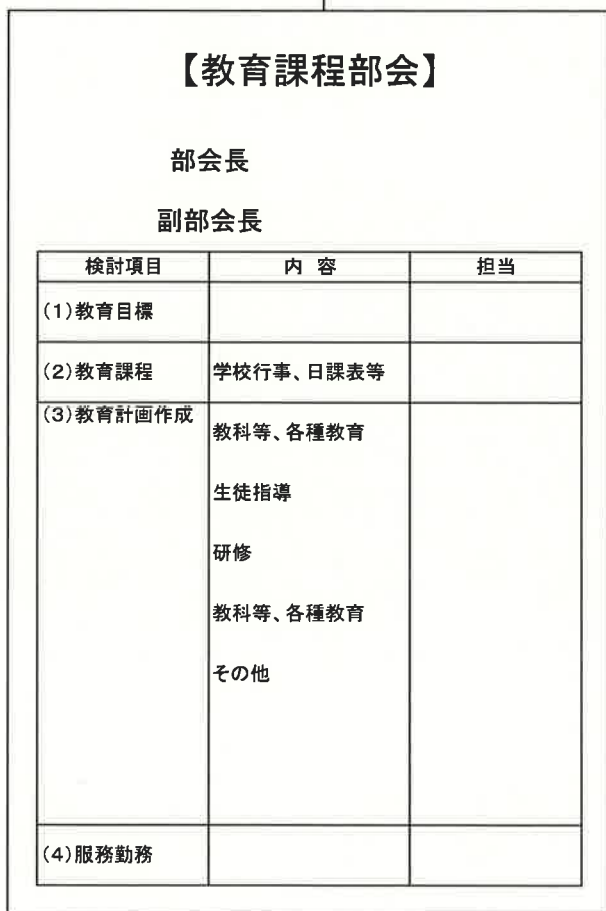 【教育課程部会】
部会長
副部会長
検討項目 内 容 担当
(1)教育目標
(2)教育課程 学校行事、日課表等
(3)教育計画作成 教科等、各種教育
生徒指導
研修
教科等、各種教育
その他
(4)服務勤務